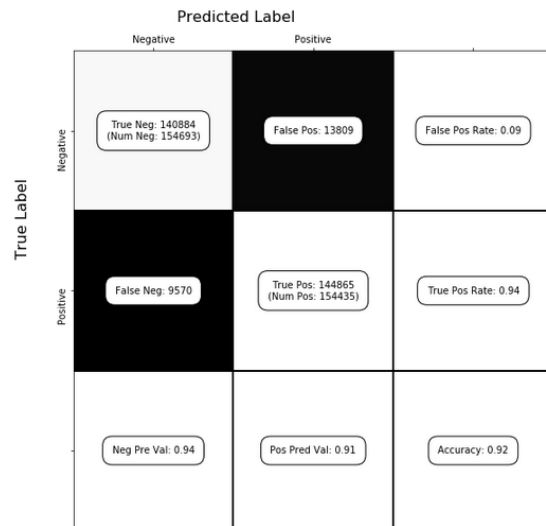 Predicted Label
Negative
Positive
True Label
Negative
True Neg: 140884
(Num Neg: 154693)
False Pos: 13809
False Pos Rate: 0.09
Positive
False Neg: 9570
True Pos: 144865
(Num Pos: 154435)
True Pos Rate: 0.94
Neg Pre Val: 0.94
Pos Pred Val: 0.91
Accuracy: 0.92